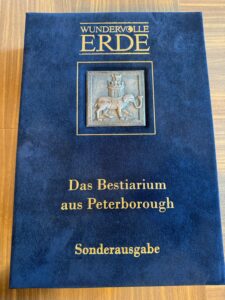 WUNDERVOLLE
ERDE
Das Bestiarium
aus Peterborough
Sonderausgabe